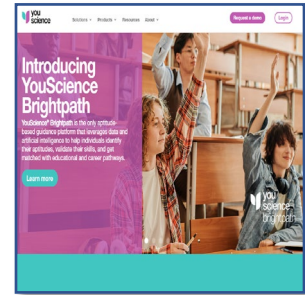 you
science
Solutions
Products
Resources
About
Request a demo
Login
Introducing
YouScience
Brightpath
YouScience® Brightpath is the only aptitude-
based guidance platform that leverages data and
artificial intelligence to help individuals identify
their aptitudes, validate their skills, and get
matched with educational and career pathways.
Learn more
you
science
brightpath